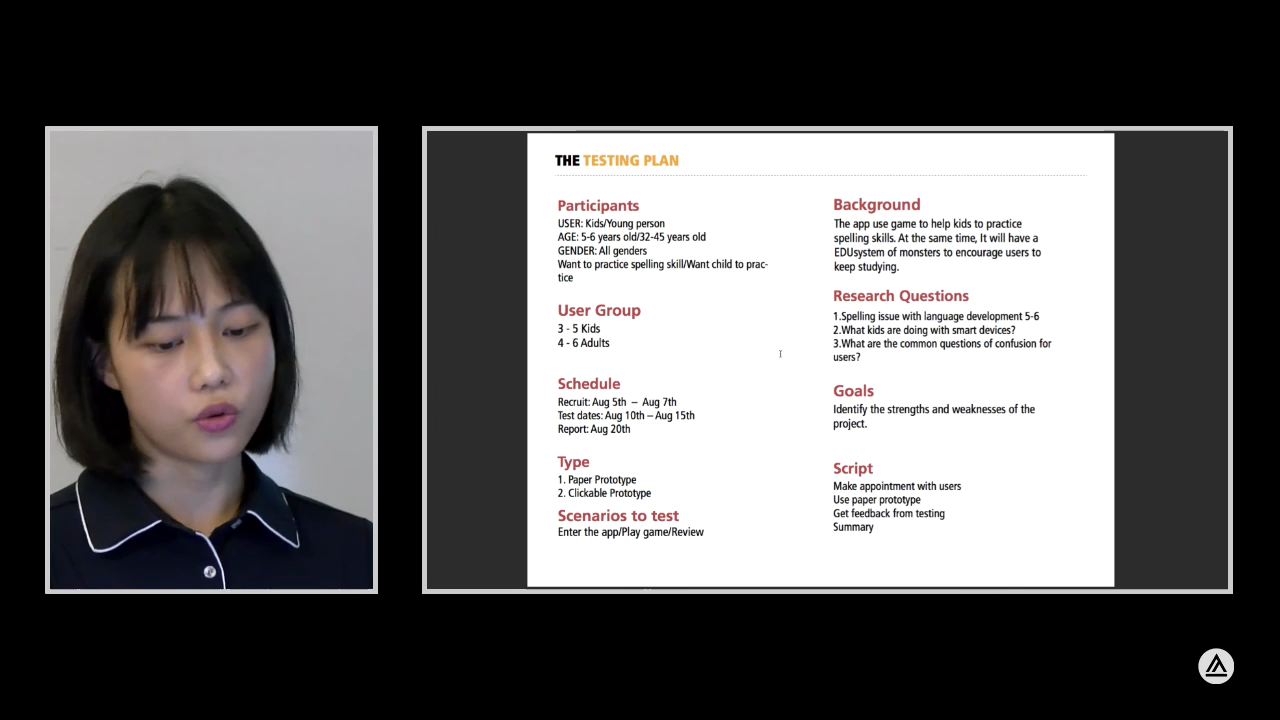 THE TESTING PLAN
Participants
USER: Kids/Young person
AGE: 5-6 years old/32-45 years old
GENDER: All genders
Want to practice spelling skill/Want child to prac-
tice
User Group
3 - 5 Kids
4 - 6 Adults
Schedule
Recruit: Aug 5th – Aug 7th
Test dates: Aug 10th – Aug 15th
Report: Aug 20th
Type
1. Paper Prototype
2. Clickable Prototype
Scenarios to test
Enter the app/Play game/Review
Background
The app use game to help kids to practice
spelling skills. At the same time, It will have a
EDUsystem of monsters to encourage users to
keep studying.
Research Questions
1.Spelling issue with language development 5-6
2.What kids are doing with smart devices?
3.What are the common questions of confusion for
users?
Goals
Identify the strengths and weaknesses of the
project.
Script
Make appointment with users
Use paper prototype
Get feedback from testing
Summary